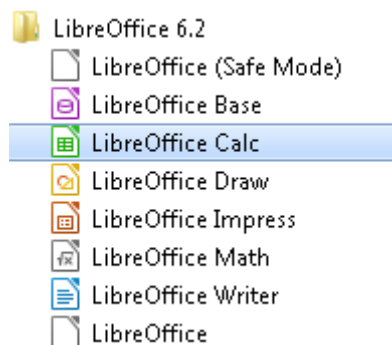 LibreOffice 6.2
LibreOffice (Safe Mode)
LibreOffice Base
LibreOffice Calc
LibreOffice Draw
LibreOffice Impress
LibreOffice Math
LibreOffice Writer
LibreOffice